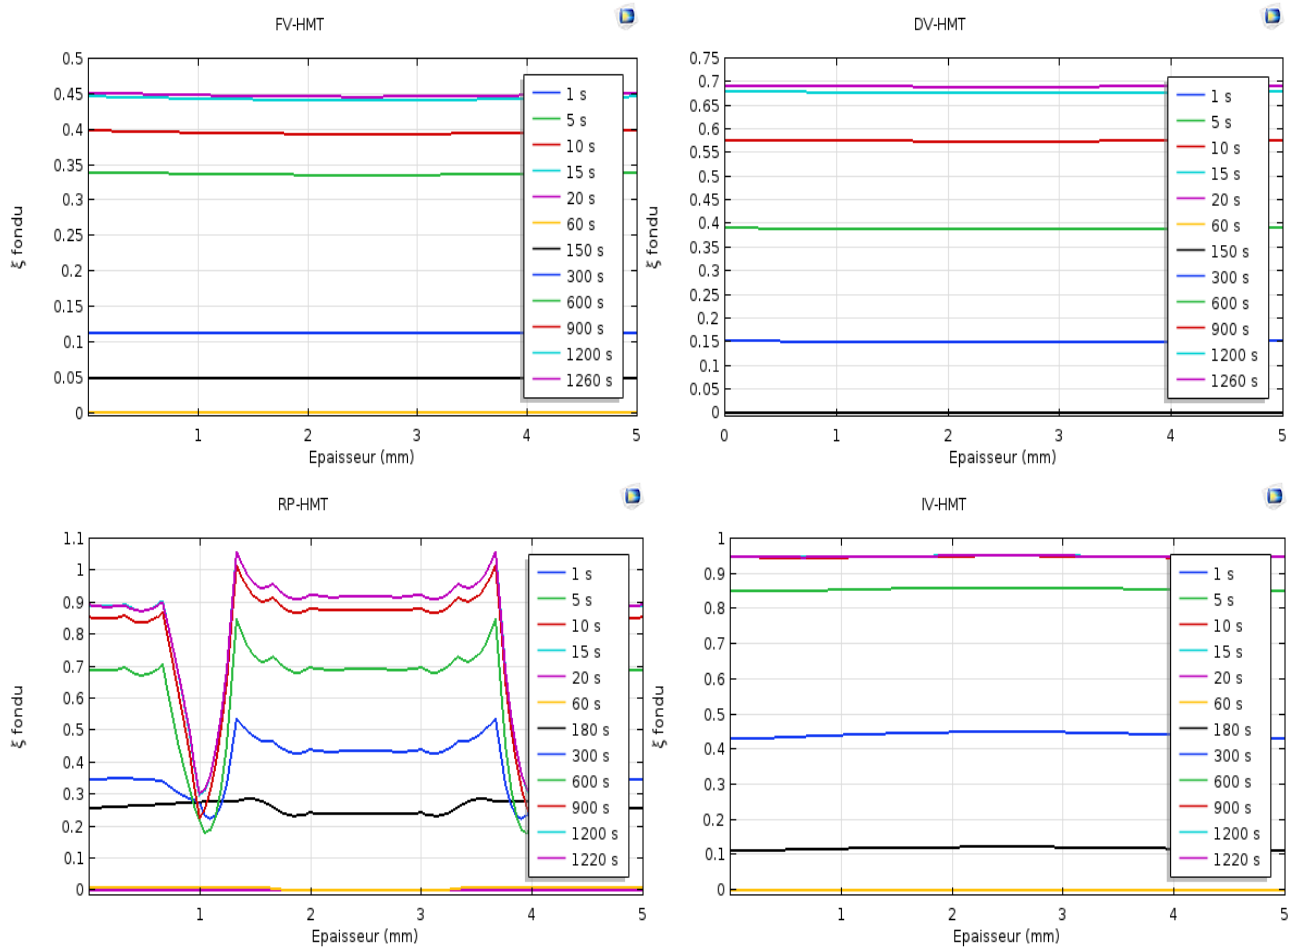 FV-HMT
0.5
0.45
0.4
0.35
0.3
0.25
0.2
0.15
0.1
0.05
0
1
2
3
4
5
ξ fondu
Epaisseur (mm)
1 s
5 s
10 s
15 s
20 s
60 s
150 s
300 s
600 s
900 s
1200 s
1260 s
DV-HMT
0.75
0.7
0.65
0.6
0.55
0.5
0.45
0.4
0.35
0.3
0.25
0.2
0.15
0.1
0.05
0
0
1
2
3
4
5
ξ fondu
Epaisseur (mm)
1 s
5 s
10 s
15 s
20 s
60 s
150 s
300 s
600 s
900 s
1200 s
1260 s
RP-HMT
1.1
1
0.9
0.8
0.7
0.6
0.5
0.4
0.3
0.2
0.1
0
1
2
3
4
5
ξ fondu
Epaisseur (mm)
1 s
5 s
10 s
15 s
20 s
60 s
180 s
300 s
600 s
900 s
1200 s
1220 s
IV-HMT
1
0.9
0.8
0.7
0.6
0.5
0.4
0.3
0.2
0.1
0
1
2
3
4
5
ξ fondu
Epaisseur (mm)
1 s
5 s
10 s
15 s
20 s
60 s
180 s
300 s
600 s
900 s
1200 s
1220 s